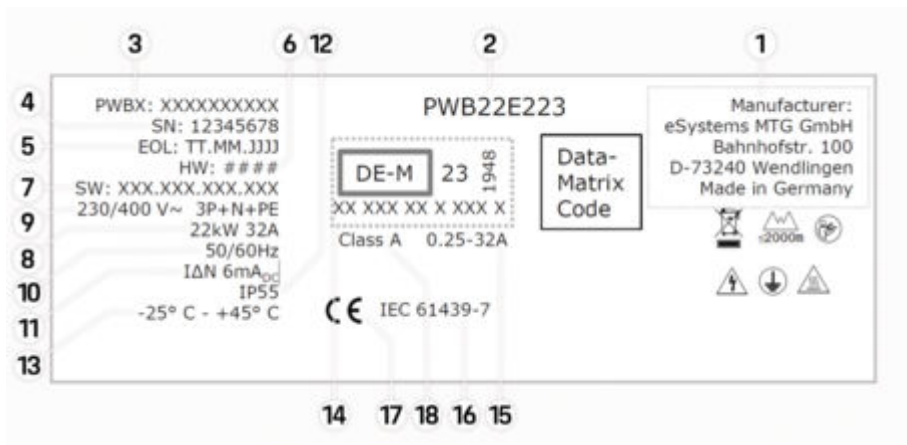 3 6 12 2 1
4
5
7
9
8
10
11
13
PWBX: XXXXXXXXXX
SN: 12345678
EOL: TT.MM.JJJJ
HW: ####
SW: XXX.XXX.XXX.XXX
230/400 V~ 3P+N+PE
22kW 32A
50/60Hz
IΔN 6mADC
IP55
-25° C - +45° C
PWB22E223
DE-M 23 1948
XX XXX XX X XXX X
Class A 0.25-32A
CE IEC 61439-7
Data-
Matrix
Code
Manufacturer:
eSystems MTG GmbH
Bahnhofstr. 100
D-73240 Wendlingen
Made in Germany
≤2000m
14 17 18 16 15